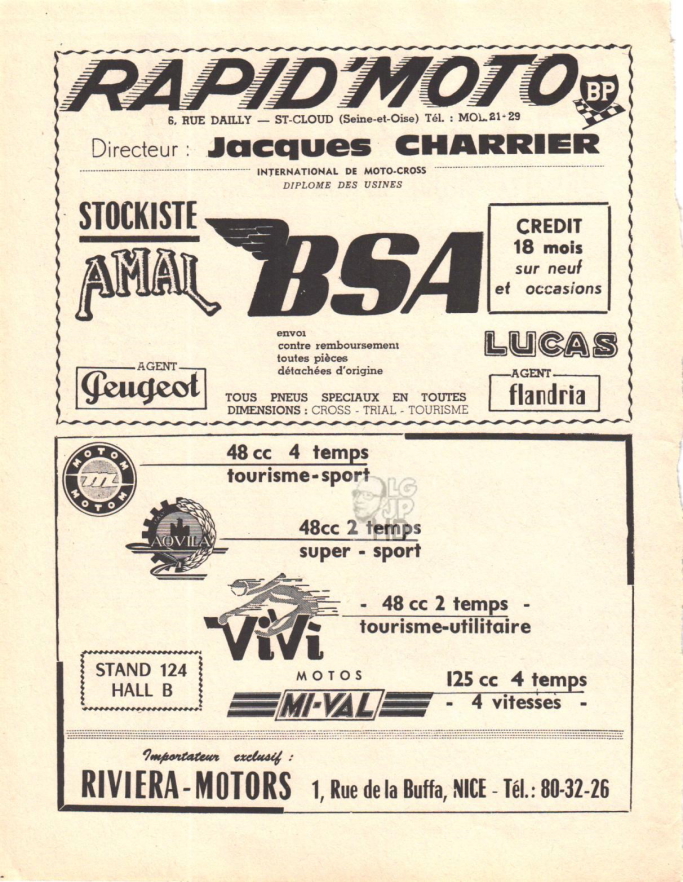 RAPID'MOTO BP
6, RUE DAILLY — ST-CLOUD (Seine-et-Oise) Tél. : MOL. 21-29
Directeur : Jacques CHARRIER
INTERNATIONAL DE MOTO-CROSS
DIPLOME DES USINES
STOCKISTE
AMAL
BSA
CREDIT
18 mois
sur neuf
et occasions
envoi
contre remboursement
toutes pièces
détachées d'origine
LUCAS
AGENT
Peugeot
TOUS PNEUS SPECIAUX EN TOUTES
DIMENSIONS : CROSS - TRIAL - TOURISME
AGENT
flandria
MOTOM
m
MOTOM
48 cc 4 temps
tourisme-sport
LG
JP
AQVILA
48cc 2 temps
super - sport
ViVi
- 48 cc 2 temps -
tourisme-utilitaire
STAND 124
HALL B
MOTOS
MI-VAL
125 cc 4 temps
- 4 vitesses -
Importateur exclusif :
RIVIERA-MOTORS 1, Rue de la Buffa, NICE - Tél.: 80-32-26